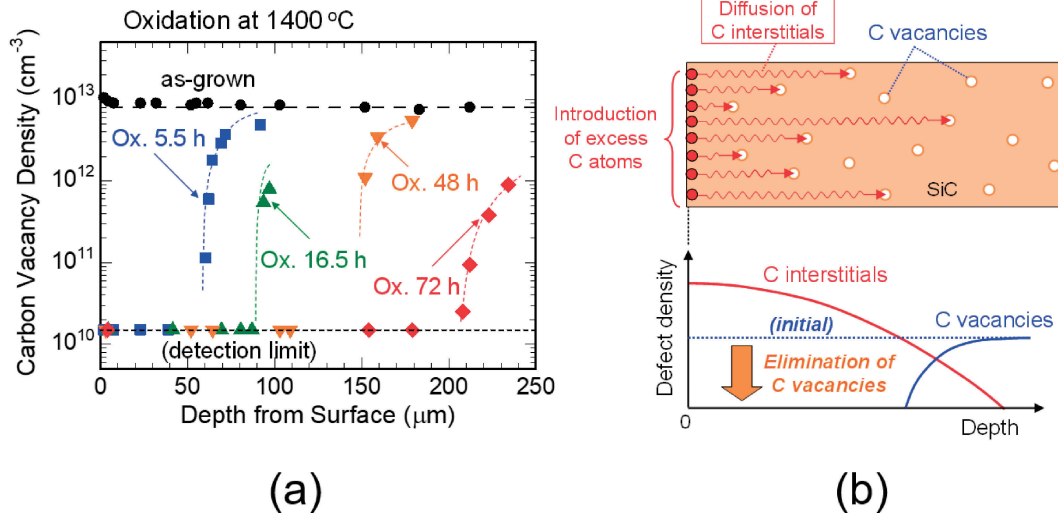 Oxidation at 1400 °C
Carbon Vacancy Density (cm⁻³)
10¹³
10¹²
10¹¹
10¹⁰
as-grown
Ox. 5.5 h
Ox. 48 h
Ox. 16.5 h
Ox. 72 h
(detection limit)
0 50 100 150 200 250
Depth from Surface (μm)
(a)
Diffusion of
C interstitials
C vacancies
Introduction
of excess
C atoms
SiC
Defect density
C interstitials
(initial)
C vacancies
Elimination of
C vacancies
0
Depth
(b)